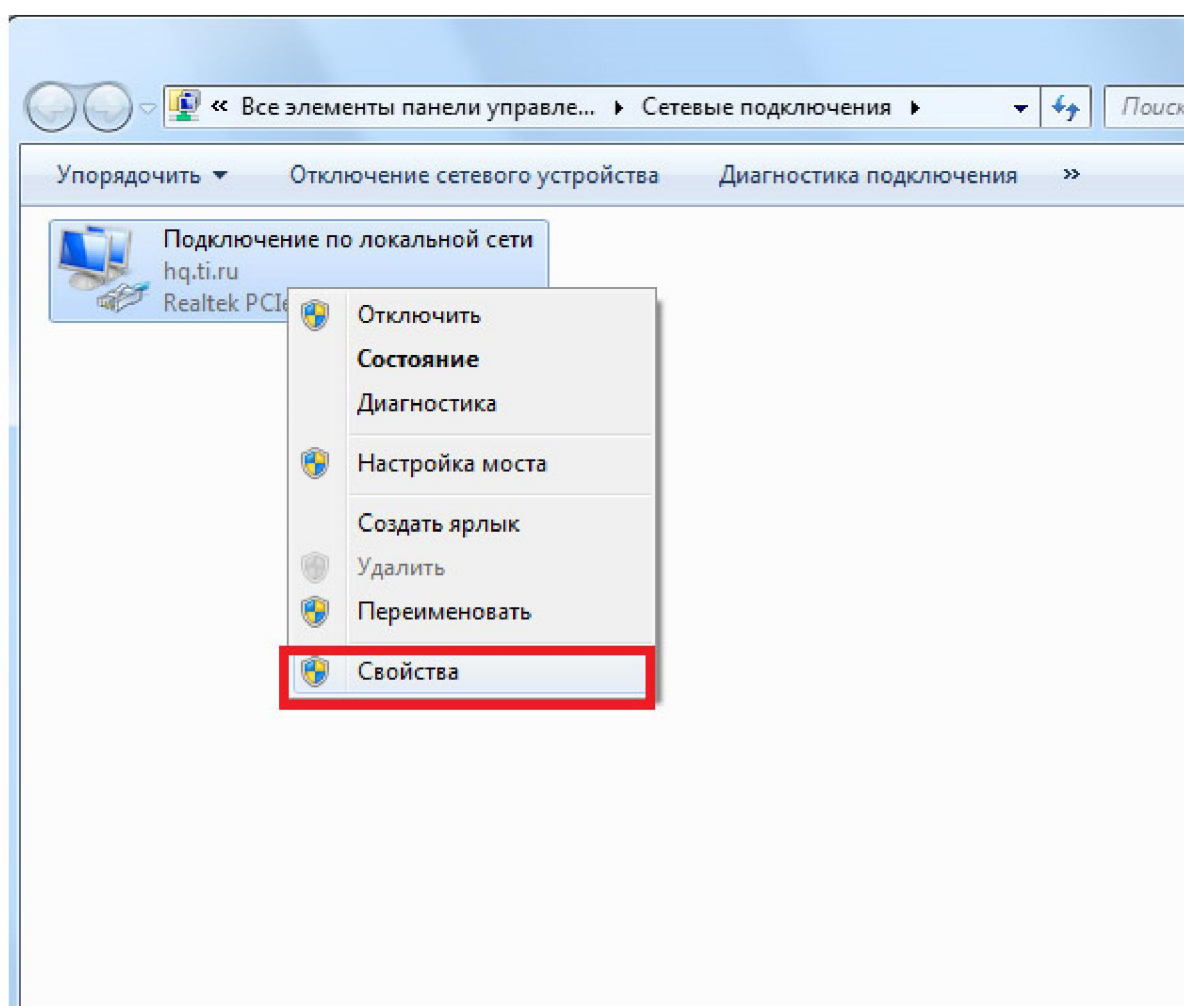 « Все элементы панели управле... Сетевые подключения Поиск
Упорядочить Отключение сетевого устройства Диагностика подключения »
Подключение по локальной сети
hq.ti.ru
Realtek PCIe
Отключить
Состояние
Диагностика
Настройка моста
Создать ярлык
Удалить
Переименовать
Свойства